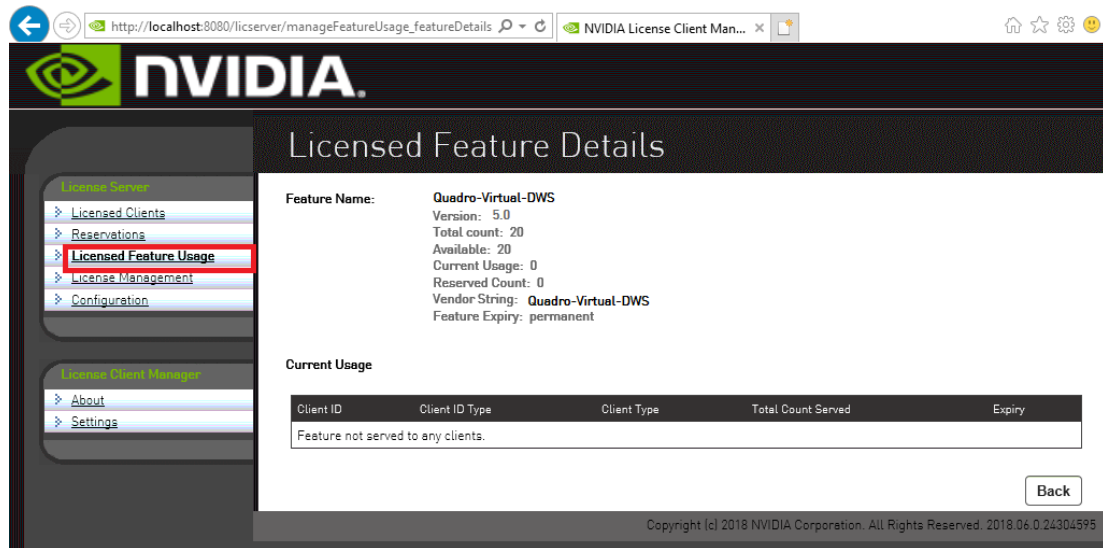 http://localhost:8080/licserver/manageFeatureUsage_featureDetails
NVIDIA License Client Man...
NVIDIA.
Licensed Feature Details
License Server
Licensed Clients
Reservations
Licensed Feature Usage
License Management
Configuration
License Client Manager
About
Settings
Feature Name: Quadro-Virtual-DWS
Version: 5.0
Total count: 20
Available: 20
Current Usage: 0
Reserved Count: 0
Vendor String: Quadro-Virtual-DWS
Feature Expiry: permanent
Current Usage
Client ID Client ID Type Client Type Total Count Served Expiry
Feature not served to any clients.
Back
Copyright (c) 2018 NVIDIA Corporation. All Rights Reserved. 2018.06.0.24304595